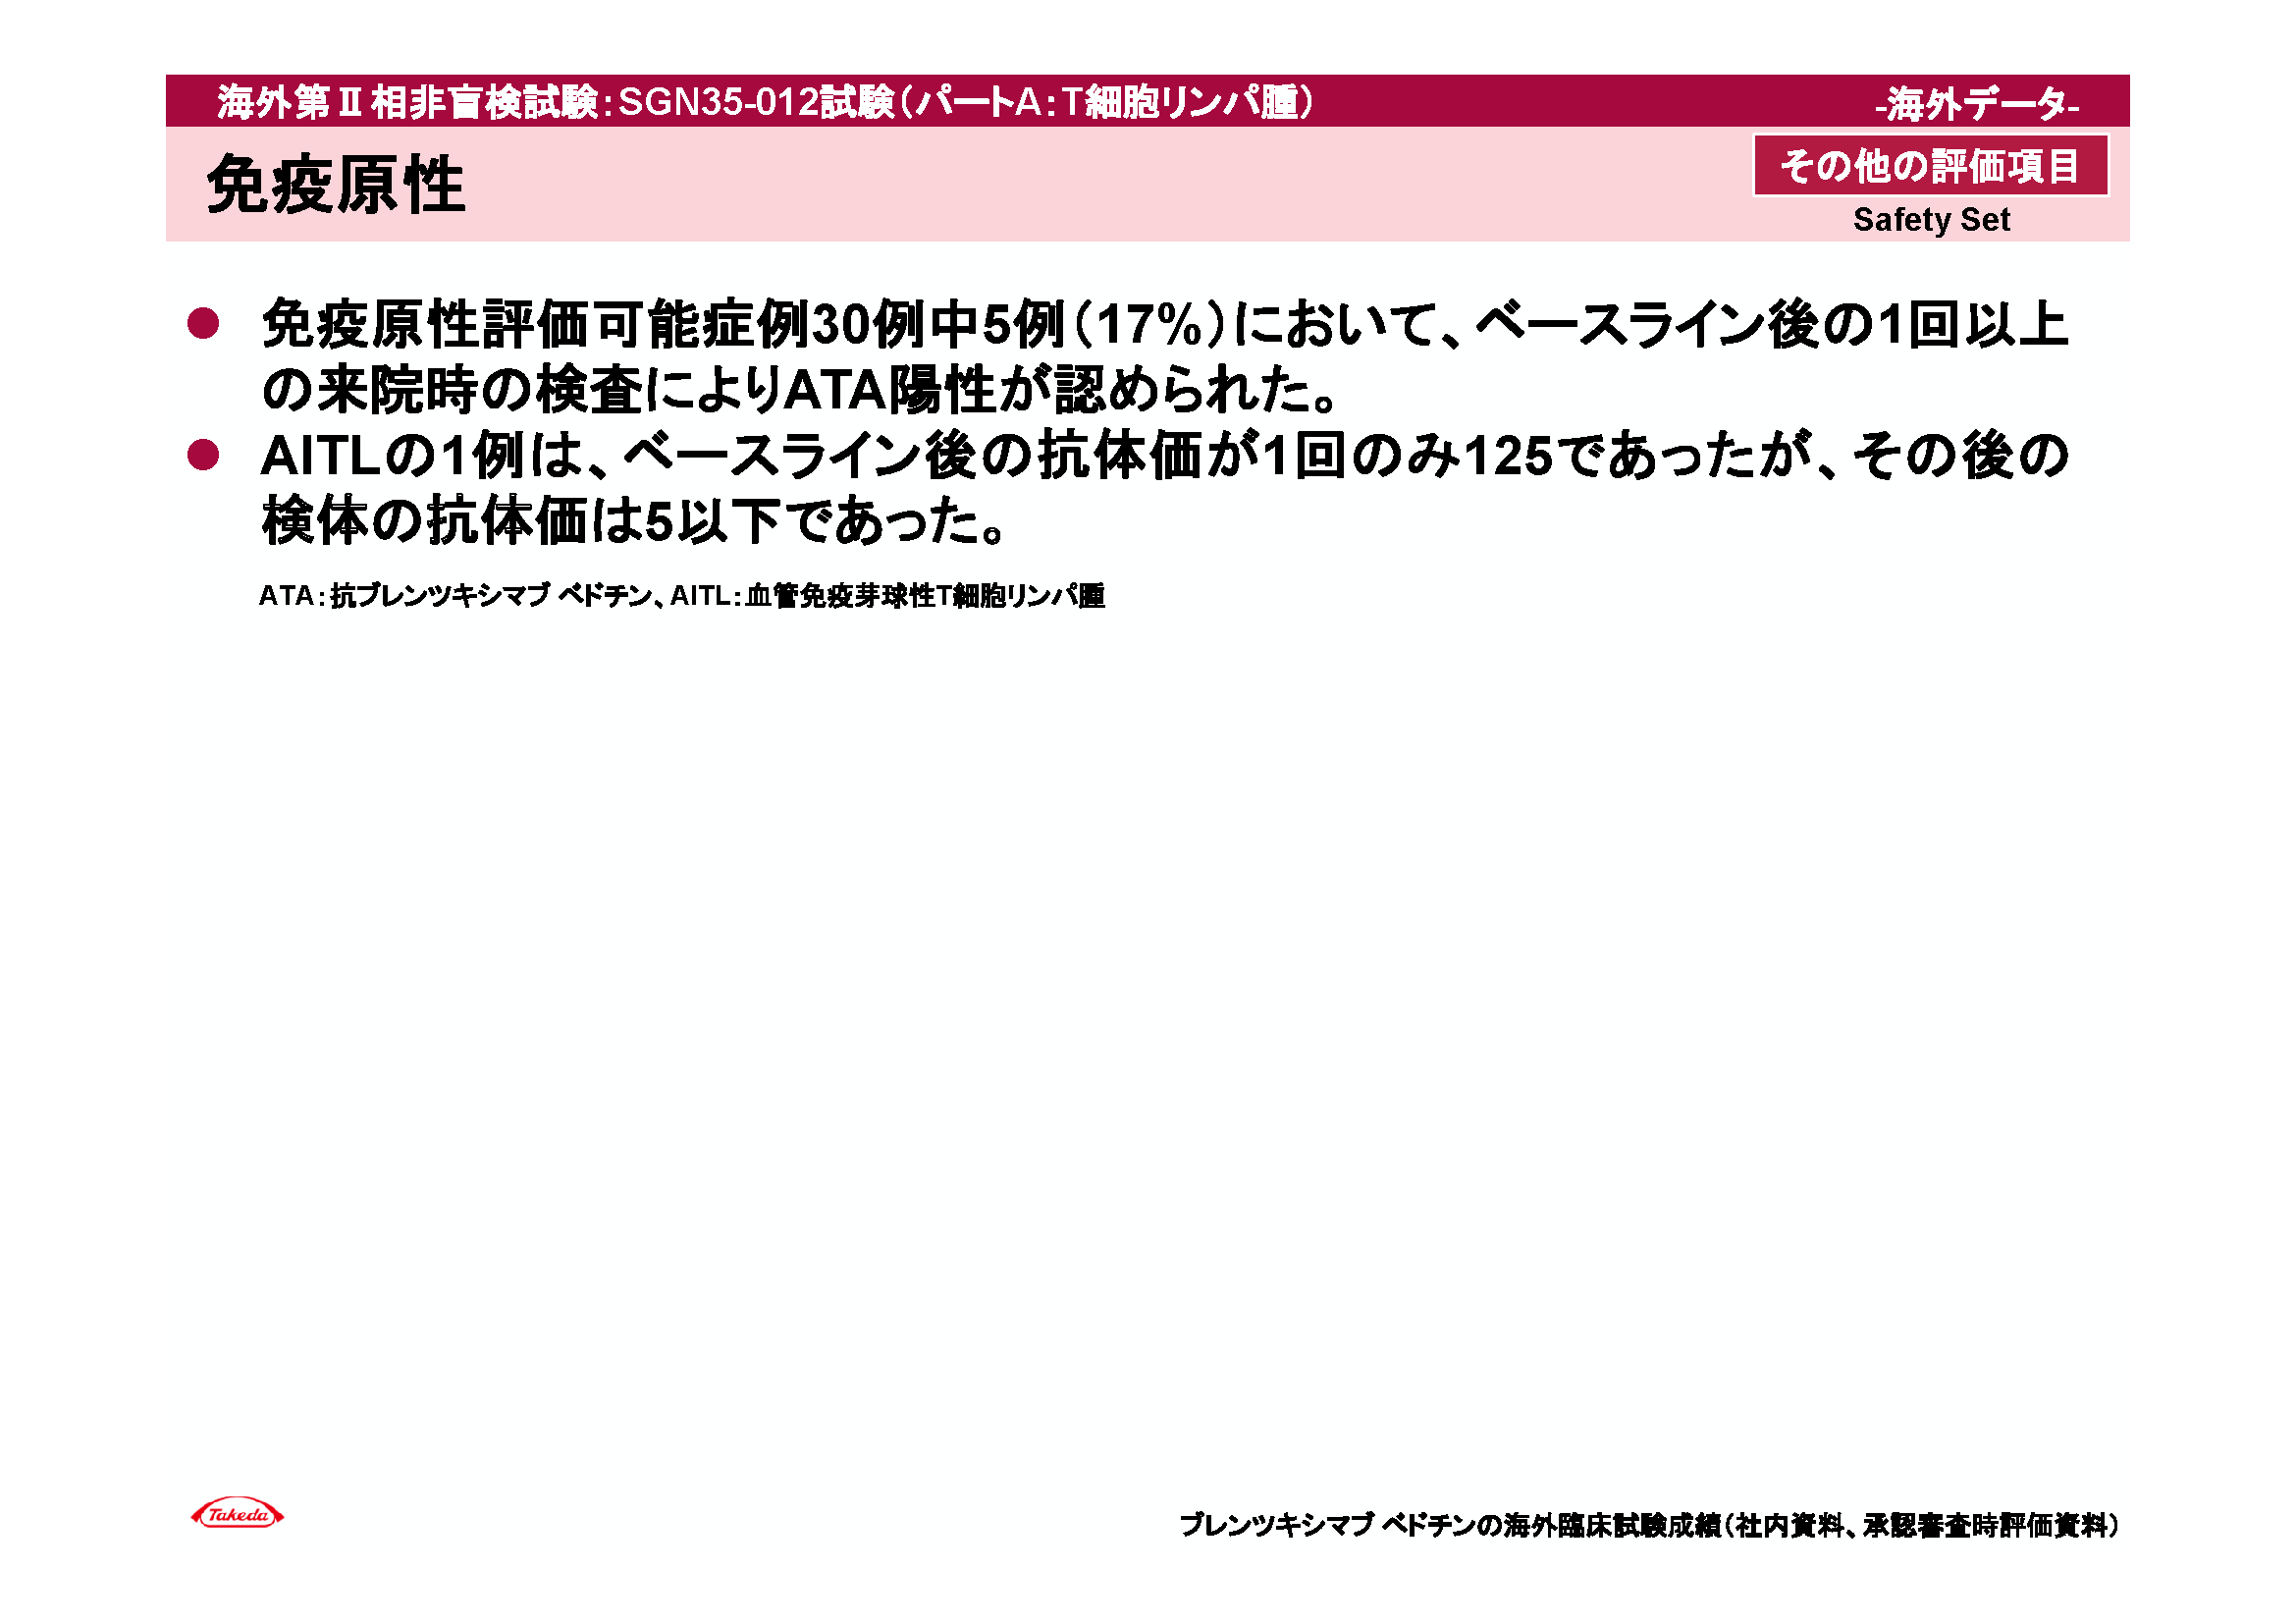 海外第Ⅱ相非盲検試験：SGN35-012試験（パートA：T細胞リンパ腫）
-海外データ-
免疫原性
その他の評価項目
Safety Set
● 免疫原性評価可能症例30例中5例（17%）において、ベースライン後の1回以上
の来院時の検査によりATA陽性が認められた。
● AITLの1例は、ベースライン後の抗体価が1回のみ125であったが、その後の
検体の抗体価は5以下であった。
ATA：抗ブレンツキシマブ ベドチン、AITL：血管免疫芽球性T細胞リンパ腫
Takeda
ブレンツキシマブ ベドチンの海外臨床試験成績（社内資料、承認審査時評価資料）